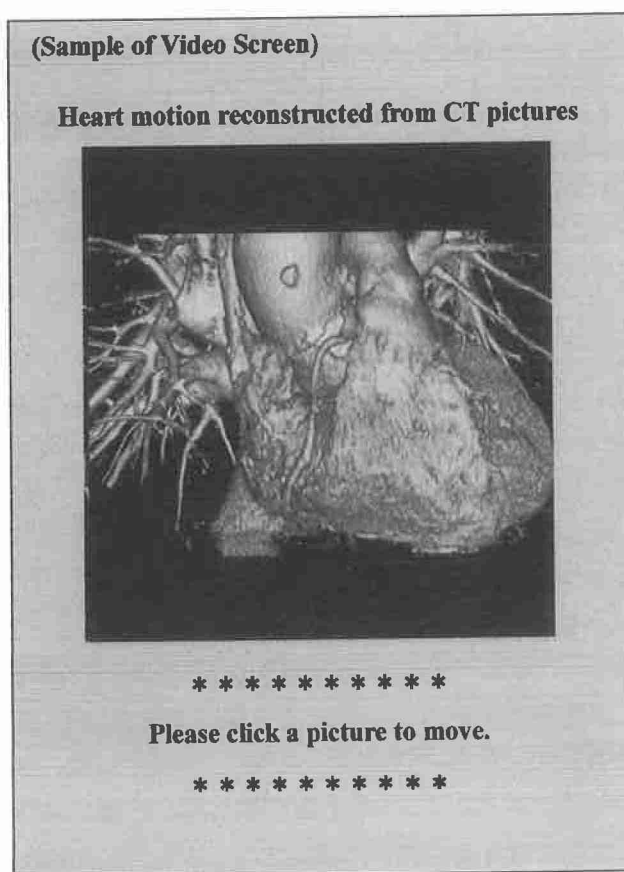 (Sample of Video Screen)
Heart motion reconstructed from CT pictures
* * * * * * * * * *
Please click a picture to move.
* * * * * * * * * *